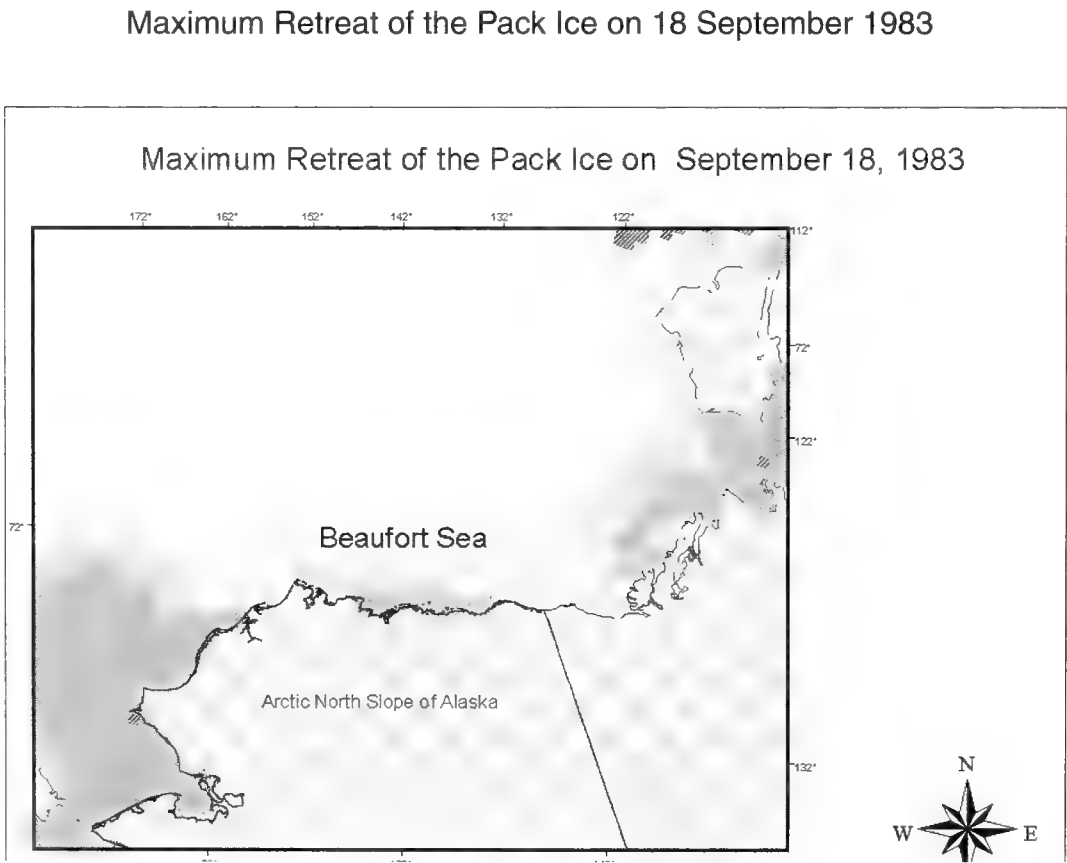 Maximum Retreat of the Pack Ice on 18 September 1983
Maximum Retreat of the Pack Ice on September 18, 1983
172° 162° 152° 142° 132° 122°
112°
72°
122°
72°
Beaufort Sea
Arctic North Slope of Alaska
132°
N
W E